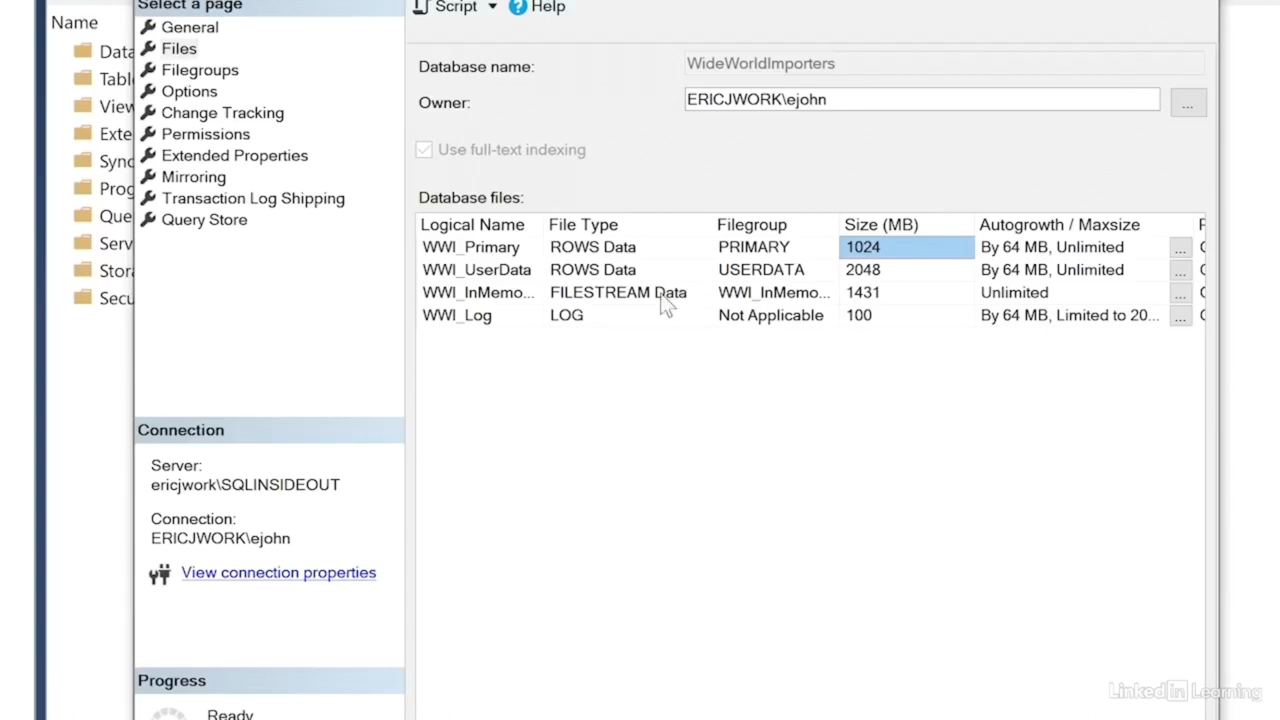 Name
Data
Table
View
Exte
Sync
Prog
Que
Serv
Stora
Secu
Select a page
General
Files
Filegroups
Options
Change Tracking
Permissions
Extended Properties
Mirroring
Transaction Log Shipping
Query Store
Connection
Server:
ericjwork\SQLINSIDEOUT
Connection:
ERICJWORK\ejohn
View connection properties
Progress
Ready
Script Help
Database name: WideWorldImporters
Owner: ERICJWORK\ejohn ...
Use full-text indexing
Database files:
Logical Name File Type Filegroup Size (MB) Autogrowth / Maxsize
WWI_Primary ROWS Data PRIMARY 1024 By 64 MB, Unlimited ...
WWI_UserData ROWS Data USERDATA 2048 By 64 MB, Unlimited ...
WWI_InMemo... FILESTREAM Data WWI_InMemo... 1431 Unlimited ...
WWI_Log LOG Not Applicable 100 By 64 MB, Limited to 20... ...
Linked in Learning